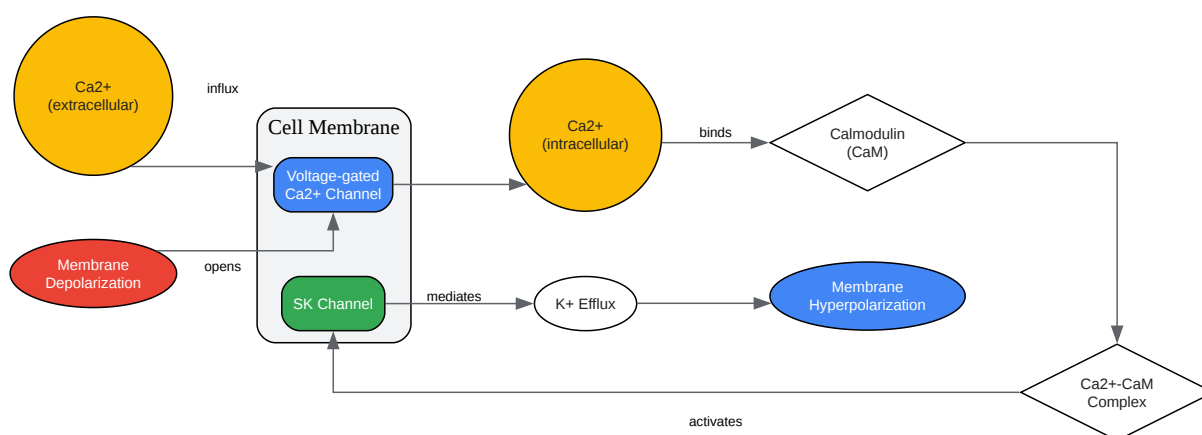 Ca2+
(extracellular)
influx
Cell Membrane
Voltage-gated
Ca2+ Channel
Ca2+
(intracellular)
binds
Calmodulin
(CaM)
Membrane
Depolarization
opens
SK Channel
mediates
K+ Efflux
Membrane
Hyperpolarization
Ca2+-CaM
Complex
activates